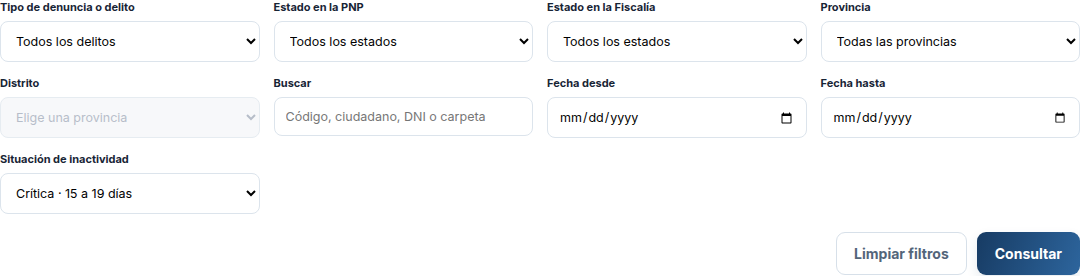 Tipo de denuncia o delito
Estado en la PNP
Estado en la Fiscalía
Provincia
Todos los delitos
Todos los estados
Todos los estados
Todas las provincias
Distrito
Buscar
Fecha desde
Fecha hasta
Elige una provincia
Código, ciudadano, DNI o carpeta
mm/dd/yyyy
mm/dd/yyyy
Situación de inactividad
Crítica · 15 a 19 días
Limpiar filtros
Consultar